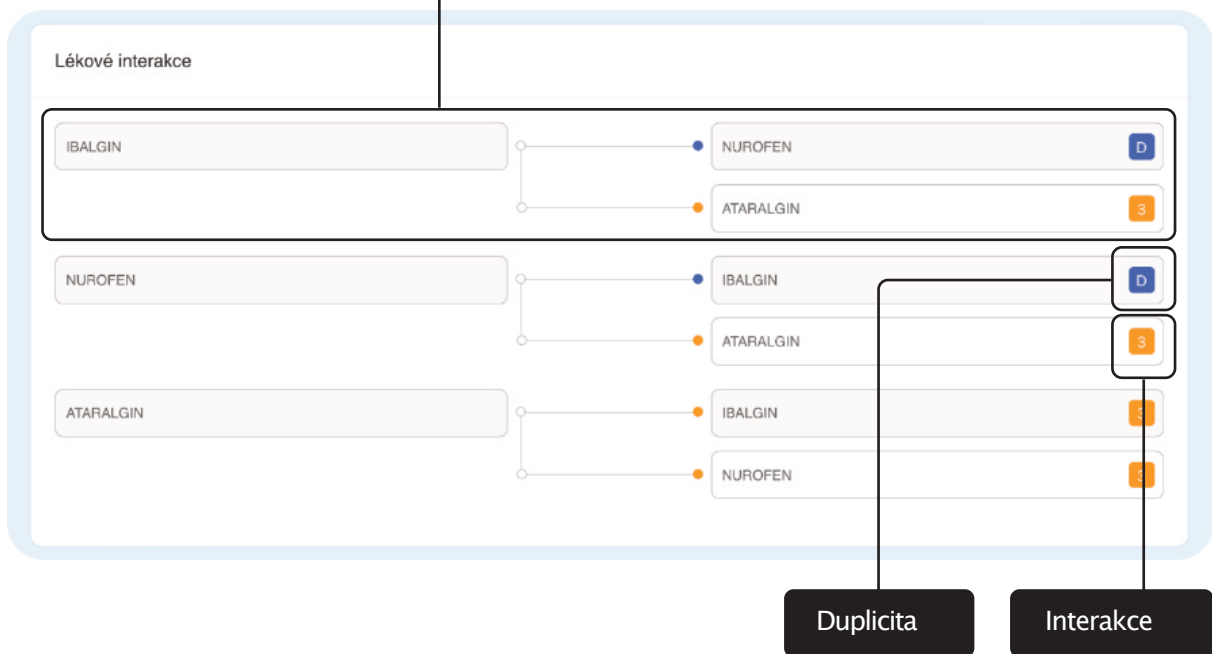 Lékové interakce
IBALGIN NUROFEN D
ATARALGIN 3
NUROFEN IBALGIN D
ATARALGIN 3
ATARALGIN IBALGIN 3
NUROFEN 3
Duplicita Interakce